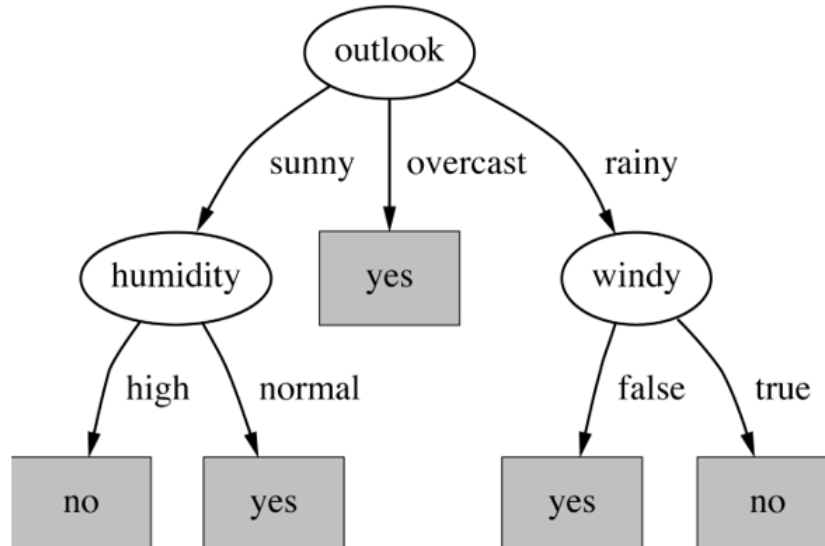 outlook
sunny overcast rainy
humidity yes windy
high normal false true
no yes yes no